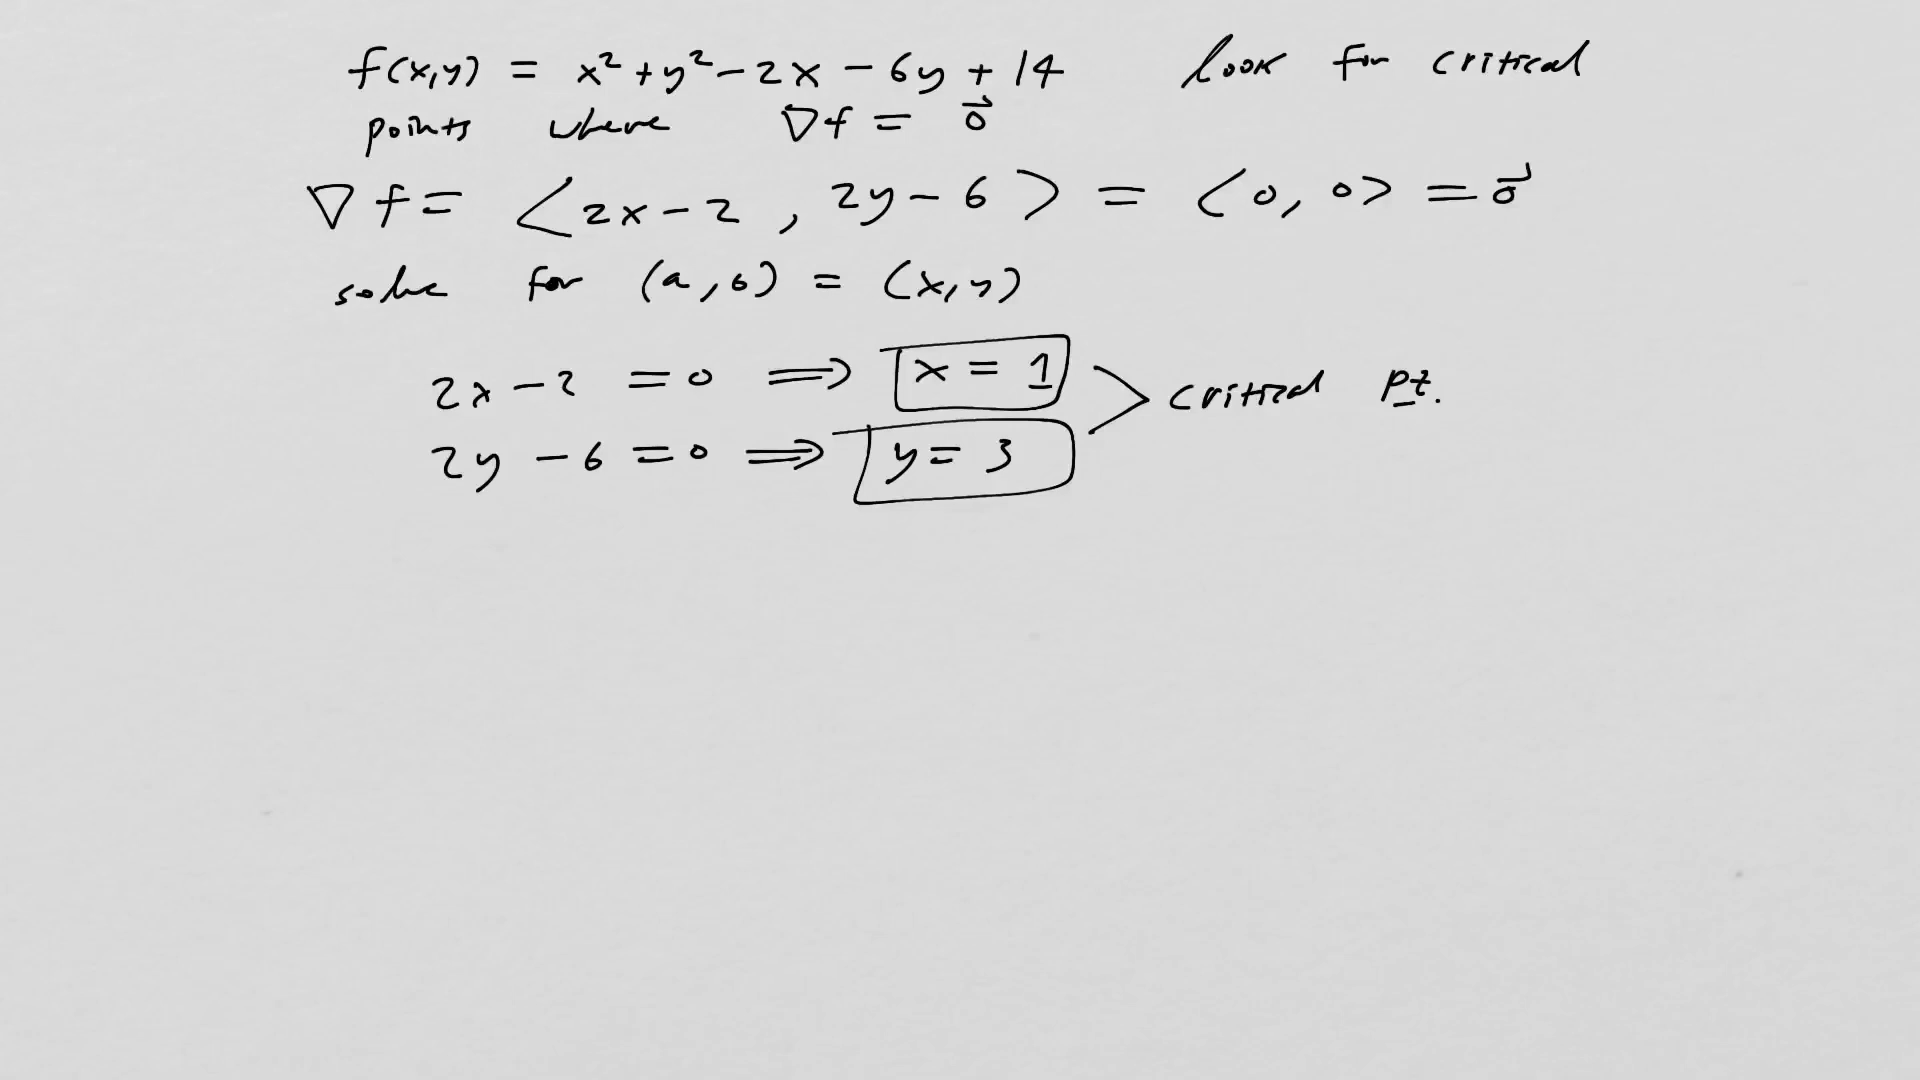 f(x,y) = x² + y² - 2x - 6y + 14 look for critical
points where ∇f = 0⃗
∇f = <2x-2, 2y-6> = <0, 0> = 0⃗
solve for (a,b) = (x,y)
2x - 2 = 0 ⟹ x = 1
2y - 6 = 0 ⟹ y = 3
> critical pt.